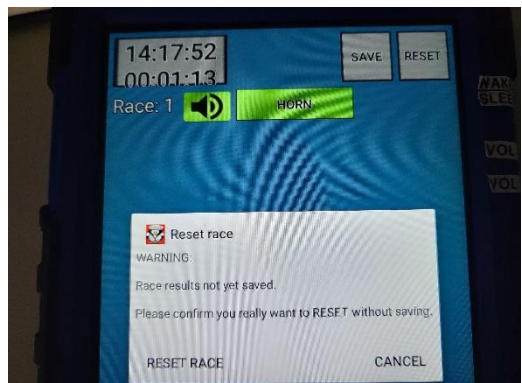 14:17:52
SAVE RESET
00:01:13
Race: 1 HORN
WAK
SLEE
VOL
VOL
Reset race
WARNING:
Race results not yet saved.
Please confirm you really want to RESET without saving.
RESET RACE CANCEL